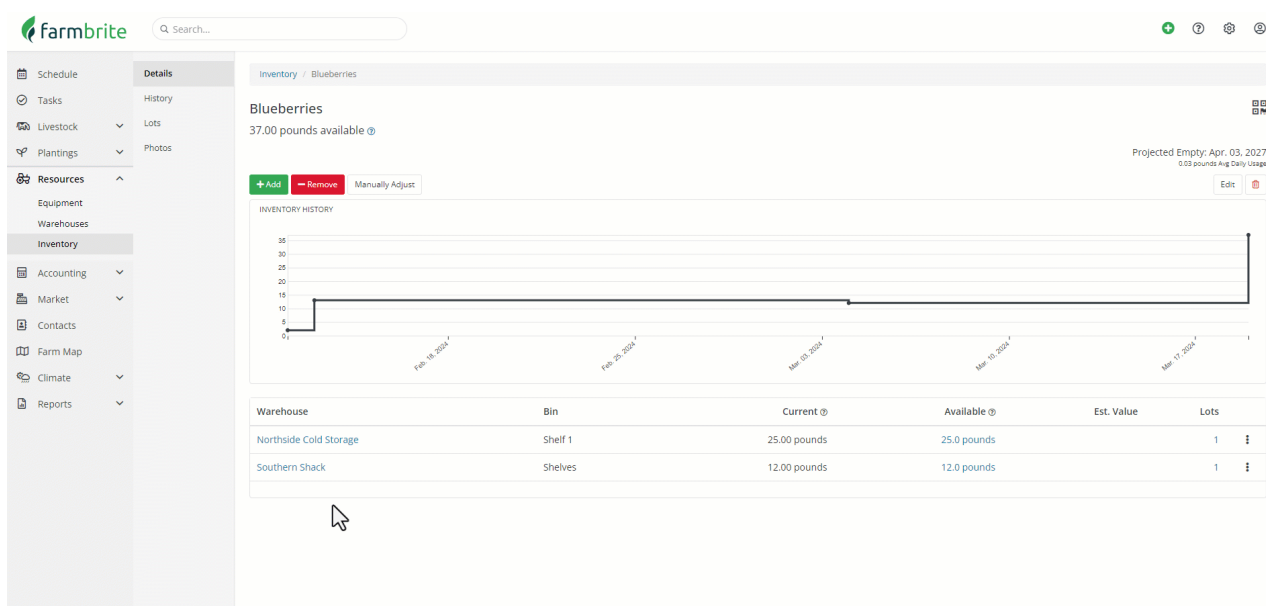 farmbrite
Search...
Schedule
Tasks
Livestock
Plantings
Resources
Equipment
Warehouses
Inventory
Accounting
Market
Contacts
Farm Map
Climate
Reports
Details
History
Lots
Photos
Inventory / Blueberries
Blueberries
37.00 pounds available
Projected Empty: Apr. 03, 2027
0.03 pounds Avg Daily Usage
+ Add
− Remove
Manually Adjust
Edit
INVENTORY HISTORY
35
30
25
20
15
10
5
0
Feb. 18, 2024
Feb. 25, 2024
Mar. 03, 2024
Mar. 10, 2024
Mar. 17, 2024
Warehouse Bin Current Available Est. Value Lots
Northside Cold Storage Shelf 1 25.00 pounds 25.0 pounds 1
Southern Shack Shelves 12.00 pounds 12.0 pounds 1